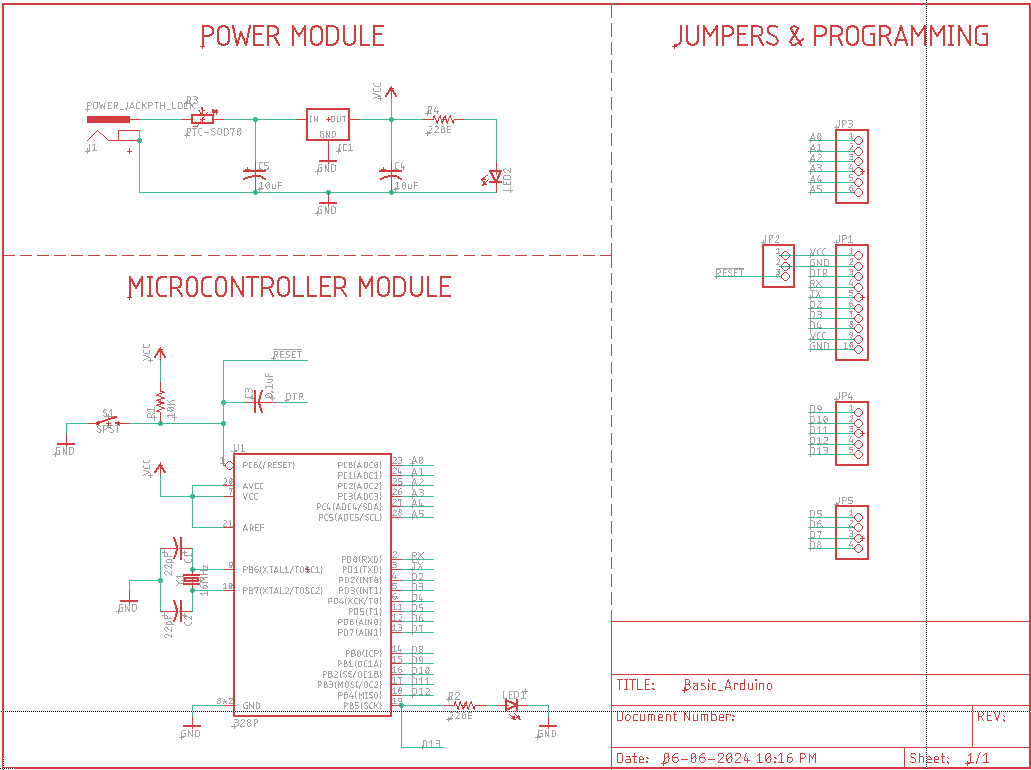 POWER MODULE
JUMPERS & PROGRAMMING
VCC
POWER_JACKPTH_LOCK
R3
PTC-SOD70
J1
IN
OUT
GND
IC1
GND
R4
220E
C5
10uF
C4
10uF
LED2
GND
JP3
A0 1
A1 2
A2 3
A3 4
A4 5
A5 6
JP2
1
2
RESET 3
JP1
VCC 1
GND 2
DTR 3
RX 4
TX 5
D2 6
D3 7
D4 8
VCC 9
GND 10
MICROCONTROLLER MODULE
VCC
RESET
R1
10K
C3
0.1uF
DTR
S1
SPST
GND
U1
VCC
1 PC6(/RESET)
20 AVCC
7 VCC
21 AREF
9 PB6(XTAL1/TOSC1)
10 PB7(XTAL2/TOSC2)
8&2 GND
PC0(ADC0) 23 A0
PC1(ADC1) 24 A1
PC2(ADC2) 25 A2
PC3(ADC3) 26 A3
PC4(ADC4/SDA) 27 A4
PC5(ADC5/SCL) 28 A5
PD0(RXD) 2 RX
PD1(TXD) 3 TX
PD2(INT0) 4 D2
PD3(INT1) 5 D3
PD4(XCK/T0) 6 D4
PD5(T1) 11 D5
PD6(AIN0) 12 D6
PD7(AIN1) 13 D7
PB0(ICP) 14 D8
PB1(OC1A) 15 D9
PB2(SS/OC1B) 16 D10
PB3(MOSI/OC2) 17 D11
PB4(MISO) 18 D12
PB5(SCK) 19
22pF
C1
Y1
16MHz
22pF
C2
GND
GND
328P
R2
220E
LED1
GND
D13
JP4
D9 1
D10 2
D11 3
D12 4
D13 5
JP5
D5 1
D6 2
D7 3
D8 4
TITLE: Basic_Arduino
Document Number:
REV:
Date: 06-06-2024 10:16 PM
Sheet: 1/1